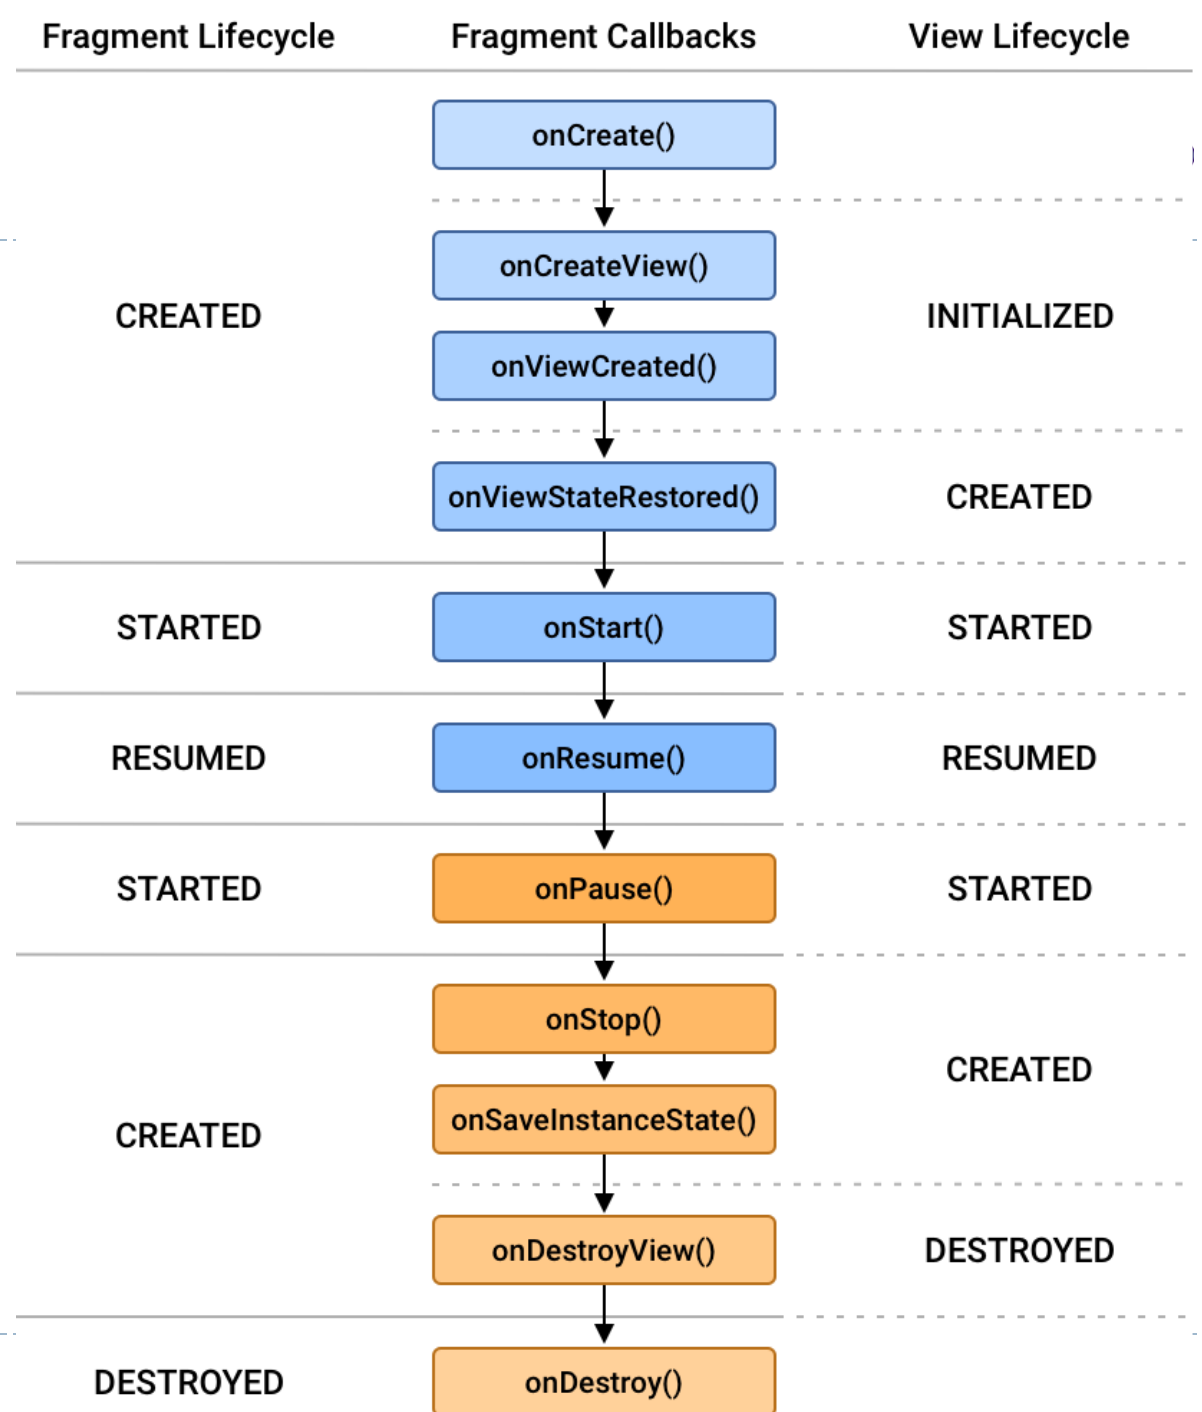 Fragment Lifecycle Fragment Callbacks View Lifecycle
onCreate()
onCreateView()
CREATED INITIALIZED
onViewCreated()
onViewStateRestored() CREATED
STARTED onStart() STARTED
RESUMED onResume() RESUMED
STARTED onPause() STARTED
onStop()
CREATED
onSaveInstanceState()
CREATED
onDestroyView() DESTROYED
DESTROYED onDestroy()